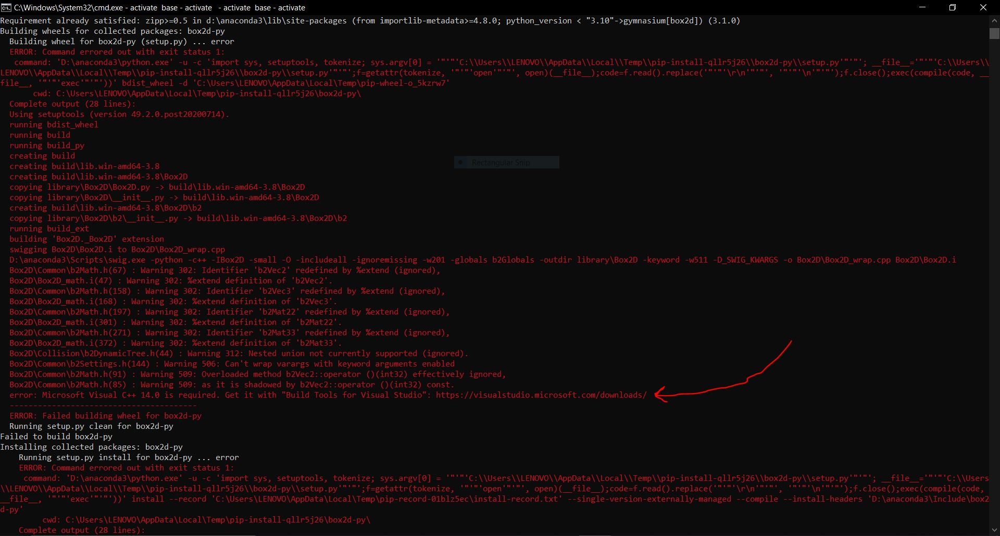 C:\Windows\System32\cmd.exe - activate  base - activate   - activate  base - activate
Requirement already satisfied: zipp>=0.5 in d:\anaconda3\lib\site-packages (from importlib-metadata>=4.8.0; python_version < "3.10"->gymnasium[box2d]) (3.1.0)
Building wheels for collected packages: box2d-py
  Building wheel for box2d-py (setup.py) ... error
  ERROR: Command errored out with exit status 1:
   command: 'D:\anaconda3\python.exe' -u -c 'import sys, setuptools, tokenize; sys.argv[0] = '"'"'C:\\Users\\LENOVO\\AppData\\Local\\Temp\\pip-install-qllr5j26\\box2d-py\\setup.py'"'"'; __file__='"'"'C:\\Users\\
LENOVO\\AppData\\Local\\Temp\\pip-install-qllr5j26\\box2d-py\\setup.py'"'"';f=getattr(tokenize, '"'"'open'"'"', open)(__file__);code=f.read().replace('"'"'\r\n'"'"', '"'"'\n'"'"');f.close();exec(compile(code, __
file__, '"'"'exec'"'"'))' bdist_wheel -d 'C:\Users\LENOVO\AppData\Local\Temp\pip-wheel-o_5kzrw7'
       cwd: C:\Users\LENOVO\AppData\Local\Temp\pip-install-qllr5j26\box2d-py\
  Complete output (28 lines):
  Using setuptools (version 49.2.0.post20200714).
  running bdist_wheel
  running build
  running build_py
  creating build
  creating build\lib.win-amd64-3.8
Rectangular Snip
  creating build\lib.win-amd64-3.8\Box2D
  copying library\Box2D\Box2D.py -> build\lib.win-amd64-3.8\Box2D
  copying library\Box2D\__init__.py -> build\lib.win-amd64-3.8\Box2D
  creating build\lib.win-amd64-3.8\Box2D\b2
  copying library\Box2D\b2\__init__.py -> build\lib.win-amd64-3.8\Box2D\b2
  running build_ext
  building 'Box2D._Box2D' extension
  swigging Box2D\Box2D.i to Box2D\Box2D_wrap.cpp
  D:\anaconda3\Scripts\swig.exe -python -c++ -IBox2D -small -O -includeall -ignoremissing -w201 -globals b2Globals -outdir library\Box2D -keyword -w511 -D_SWIG_KWARGS -o Box2D\Box2D_wrap.cpp Box2D\Box2D.i
  Box2D\Common\b2Math.h(67) : Warning 302: Identifier 'b2Vec2' redefined by %extend (ignored),
  Box2D\Box2D_math.i(47) : Warning 302: %extend definition of 'b2Vec2'.
  Box2D\Common\b2Math.h(158) : Warning 302: Identifier 'b2Vec3' redefined by %extend (ignored),
  Box2D\Box2D_math.i(168) : Warning 302: %extend definition of 'b2Vec3'.
  Box2D\Common\b2Math.h(197) : Warning 302: Identifier 'b2Mat22' redefined by %extend (ignored),
  Box2D\Box2D_math.i(301) : Warning 302: %extend definition of 'b2Mat22'.
  Box2D\Common\b2Math.h(271) : Warning 302: Identifier 'b2Mat33' redefined by %extend (ignored),
  Box2D\Box2D_math.i(372) : Warning 302: %extend definition of 'b2Mat33'.
  Box2D\Collision\b2DynamicTree.h(44) : Warning 312: Nested union not currently supported (ignored).
  Box2D\Common\b2Settings.h(144) : Warning 506: Can't wrap varargs with keyword arguments enabled
  Box2D\Common\b2Math.h(91) : Warning 509: Overloaded method b2Vec2::operator ()(int32) effectively ignored,
  Box2D\Common\b2Math.h(85) : Warning 509: as it is shadowed by b2Vec2::operator ()(int32) const.
  error: Microsoft Visual C++ 14.0 is required. Get it with "Build Tools for Visual Studio": https://visualstudio.microsoft.com/downloads/
  ----------------------------------------
  ERROR: Failed building wheel for box2d-py
  Running setup.py clean for box2d-py
Failed to build box2d-py
Installing collected packages: box2d-py
    Running setup.py install for box2d-py ... error
    ERROR: Command errored out with exit status 1:
     command: 'D:\anaconda3\python.exe' -u -c 'import sys, setuptools, tokenize; sys.argv[0] = '"'"'C:\\Users\\LENOVO\\AppData\\Local\\Temp\\pip-install-qllr5j26\\box2d-py\\setup.py'"'"'; __file__='"'"'C:\\Users
\\LENOVO\\AppData\\Local\\Temp\\pip-install-qllr5j26\\box2d-py\\setup.py'"'"';f=getattr(tokenize, '"'"'open'"'"', open)(__file__);code=f.read().replace('"'"'\r\n'"'"', '"'"'\n'"'"');f.close();exec(compile(code, 
__file__, '"'"'exec'"'"'))' install --record 'C:\Users\LENOVO\AppData\Local\Temp\pip-record-01blz5ec\install-record.txt' --single-version-externally-managed --compile --install-headers 'D:\anaconda3\Include\box2
d-py'
         cwd: C:\Users\LENOVO\AppData\Local\Temp\pip-install-qllr5j26\box2d-py\
    Complete output (28 lines):